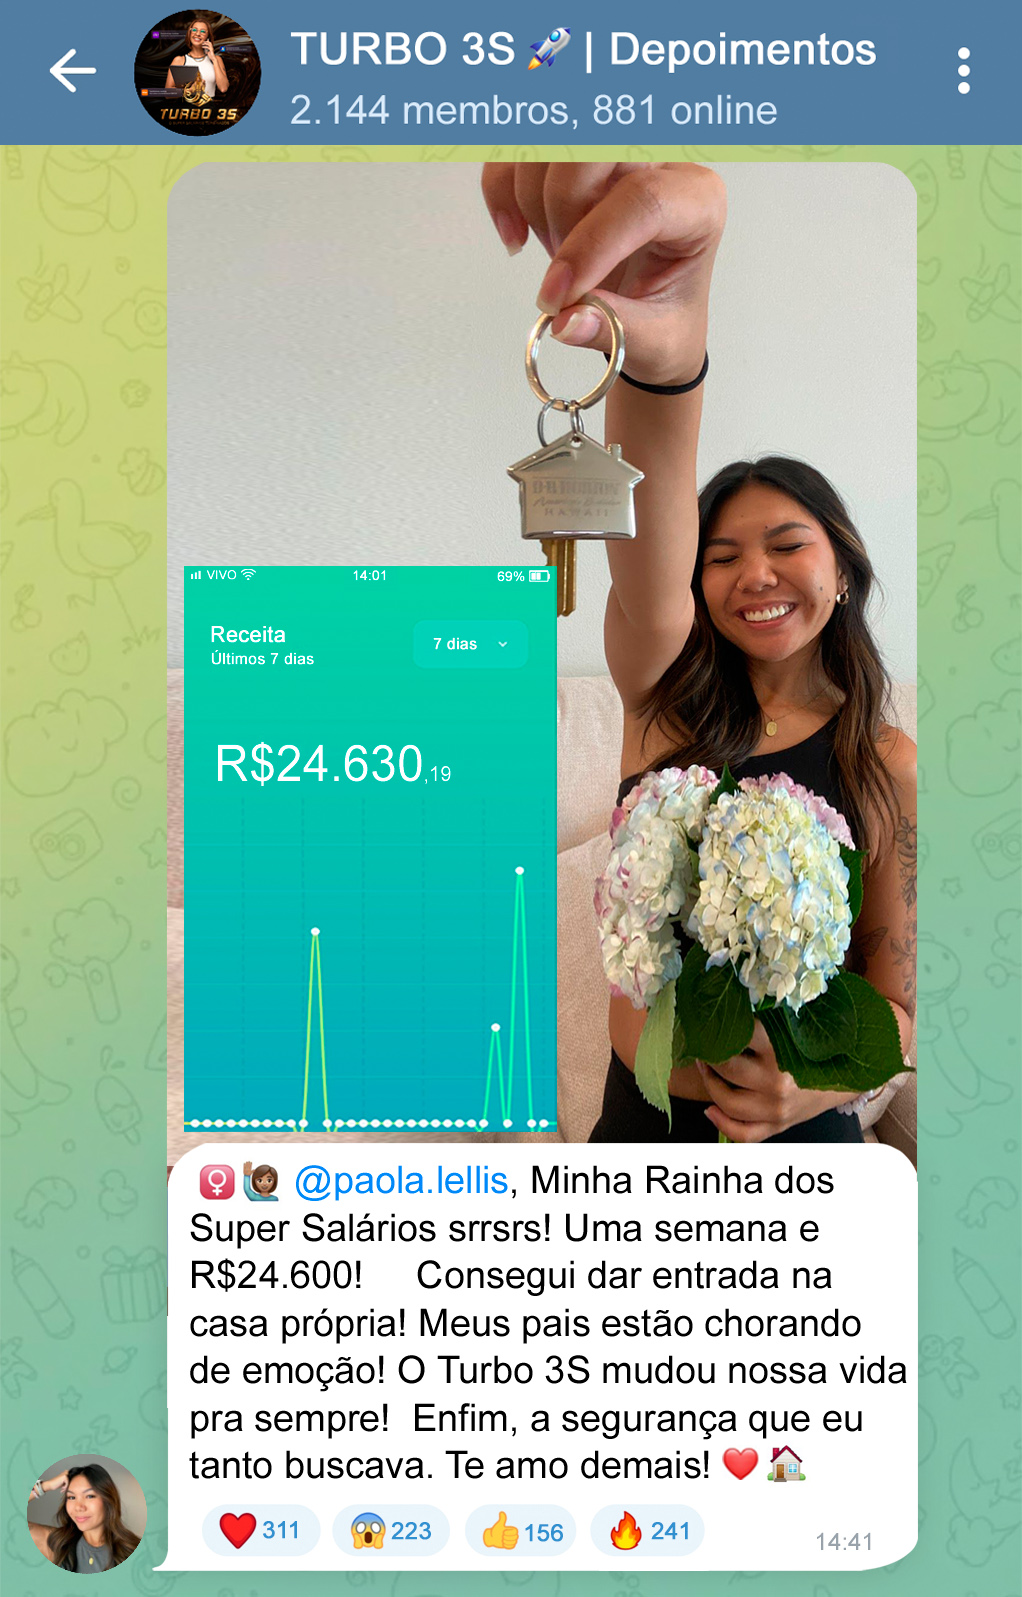 TURBO 3S 🚀 | Depoimentos
2.144 membros, 881 online
TURBO 3S
HAWAII
VIVO 14:01 69%
Receita
Últimos 7 dias
7 dias
R$24.630,19
🚺🙋🏽‍♀️ @paola.lellis, Minha Rainha dos
Super Salários srrsrs! Uma semana e
R$24.600! Consegui dar entrada na
casa própria! Meus pais estão chorando
de emoção! O Turbo 3S mudou nossa vida
pra sempre! Enfim, a segurança que eu
tanto buscava. Te amo demais! ❤️🏠
❤️ 311 😱 223 👍 156 🔥 241
14:41